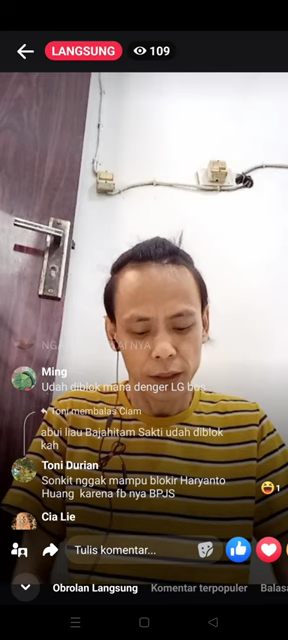 LANGSUNG 109
Ming
Udah diblok mana denger LG bos
Toni membalas Ciam
abui liau Bajahitam Sakti udah diblok
kah
Toni Durian
Sonkit nggak mampu blokir Haryanto
Huang karena fb nya BPJS
1
Cia Lie
Tulis komentar...
Obrolan Langsung Komentar terpopuler Balasa